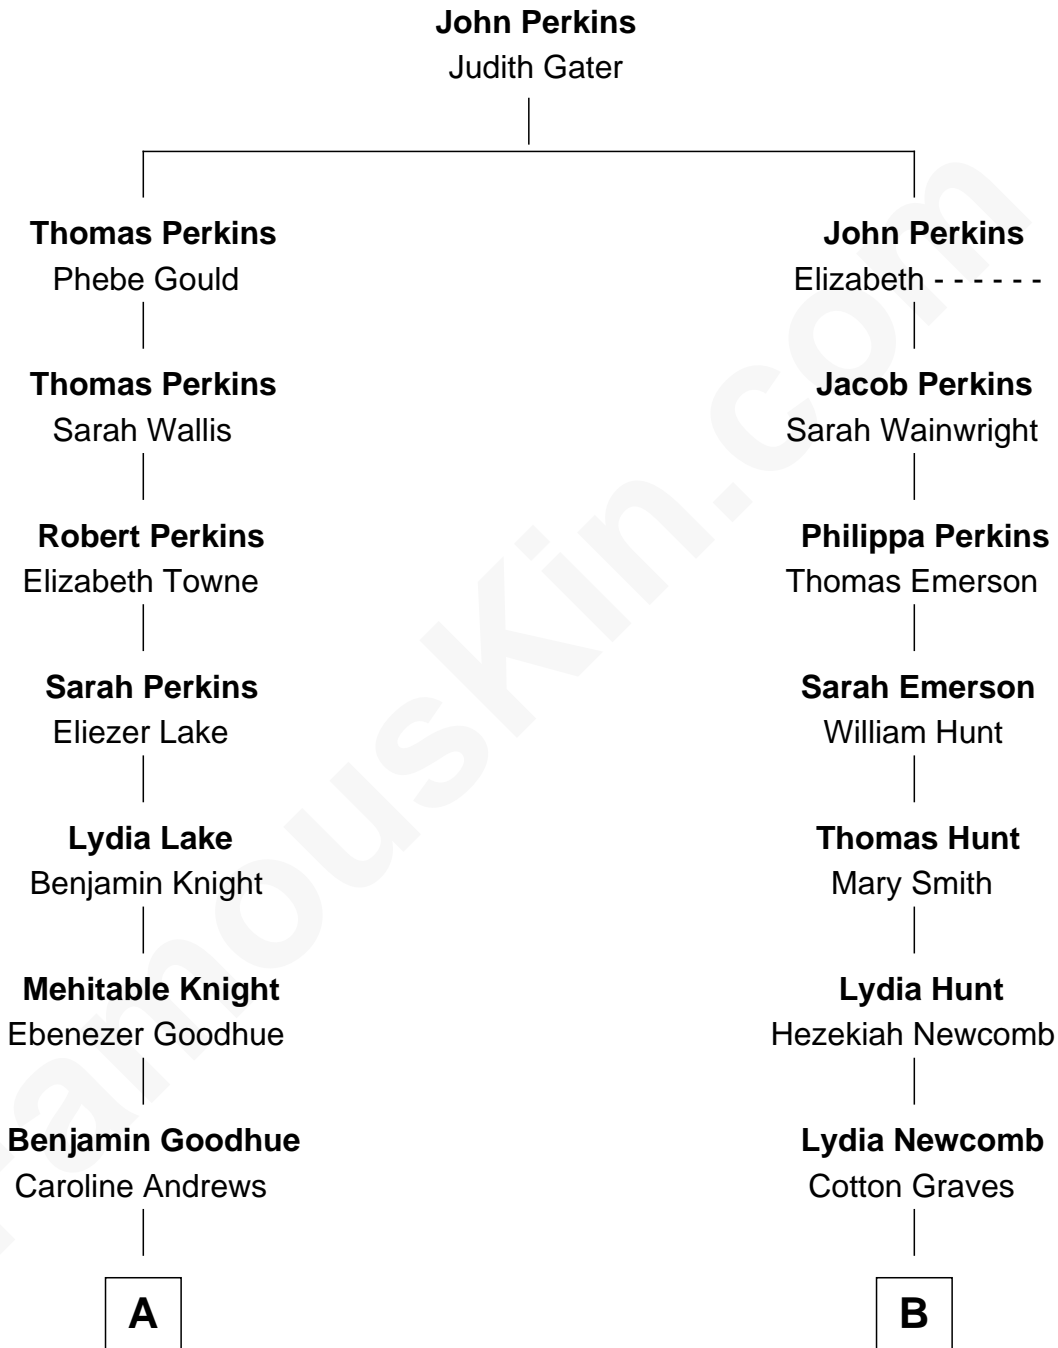 John Perkins
Judith Gater
Thomas Perkins
Phebe Gould
John Perkins
Elizabeth - - - - - -
Thomas Perkins
Sarah Wallis
Jacob Perkins
Sarah Wainwright
Robert Perkins
Elizabeth Towne
Philippa Perkins
Thomas Emerson
Sarah Perkins
Eliezer Lake
Sarah Emerson
William Hunt
Lydia Lake
Benjamin Knight
Thomas Hunt
Mary Smith
Mehitable Knight
Ebenezer Goodhue
Lydia Hunt
Hezekiah Newcomb
Benjamin Goodhue
Caroline Andrews
Lydia Newcomb
Cotton Graves
A
B
FamousKin.com